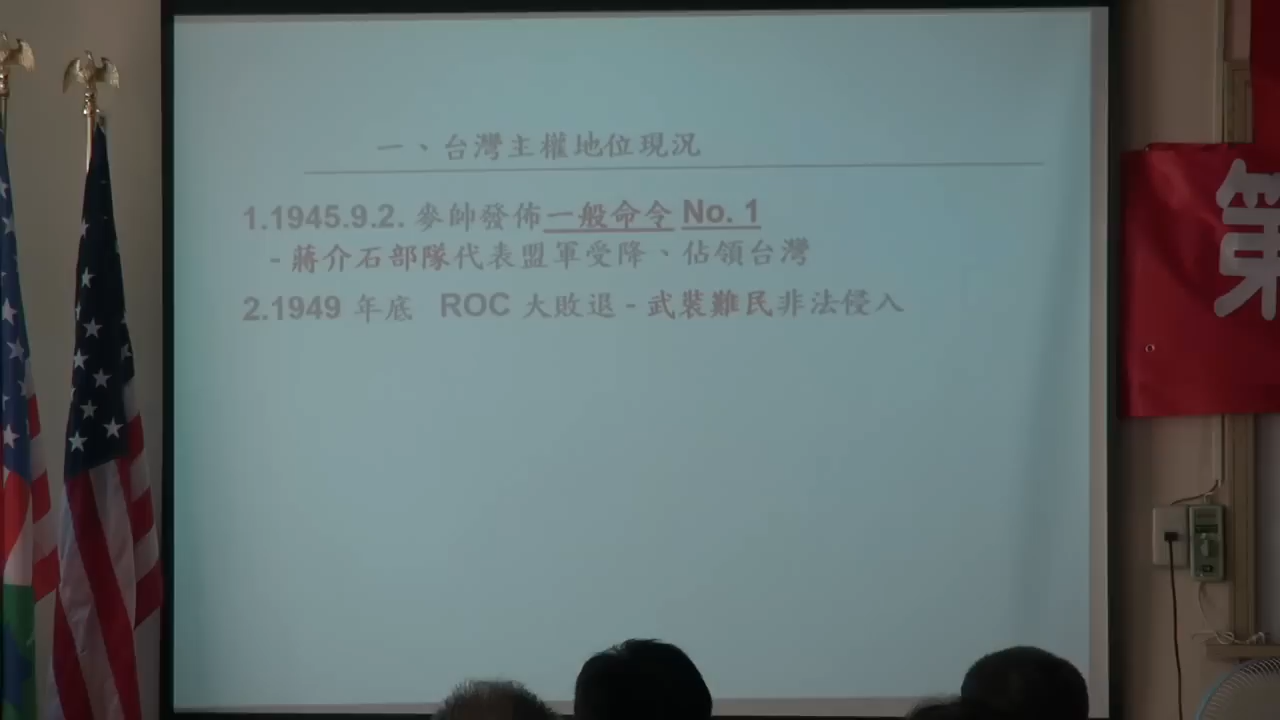 一、台灣主權地位現況
1.1945.9.2. 麥帥發佈一般命令 No. 1
- 蔣介石部隊代表盟軍受降、佔領台灣
2.1949 年底 ROC 大敗退 - 武裝難民非法侵入
第